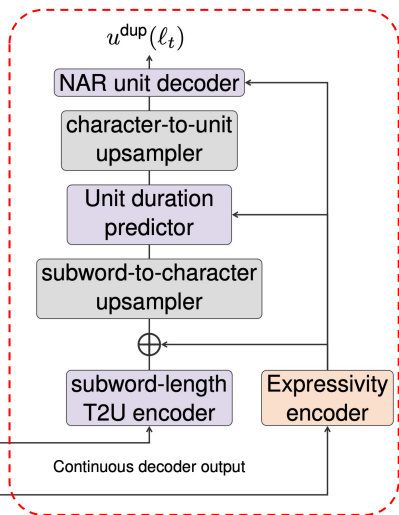 u^dup(ℓ_t)
NAR unit decoder
character-to-unit
upsampler
Unit duration
predictor
subword-to-character
upsampler
subword-length
T2U encoder
Expressivity
encoder
Continuous decoder output